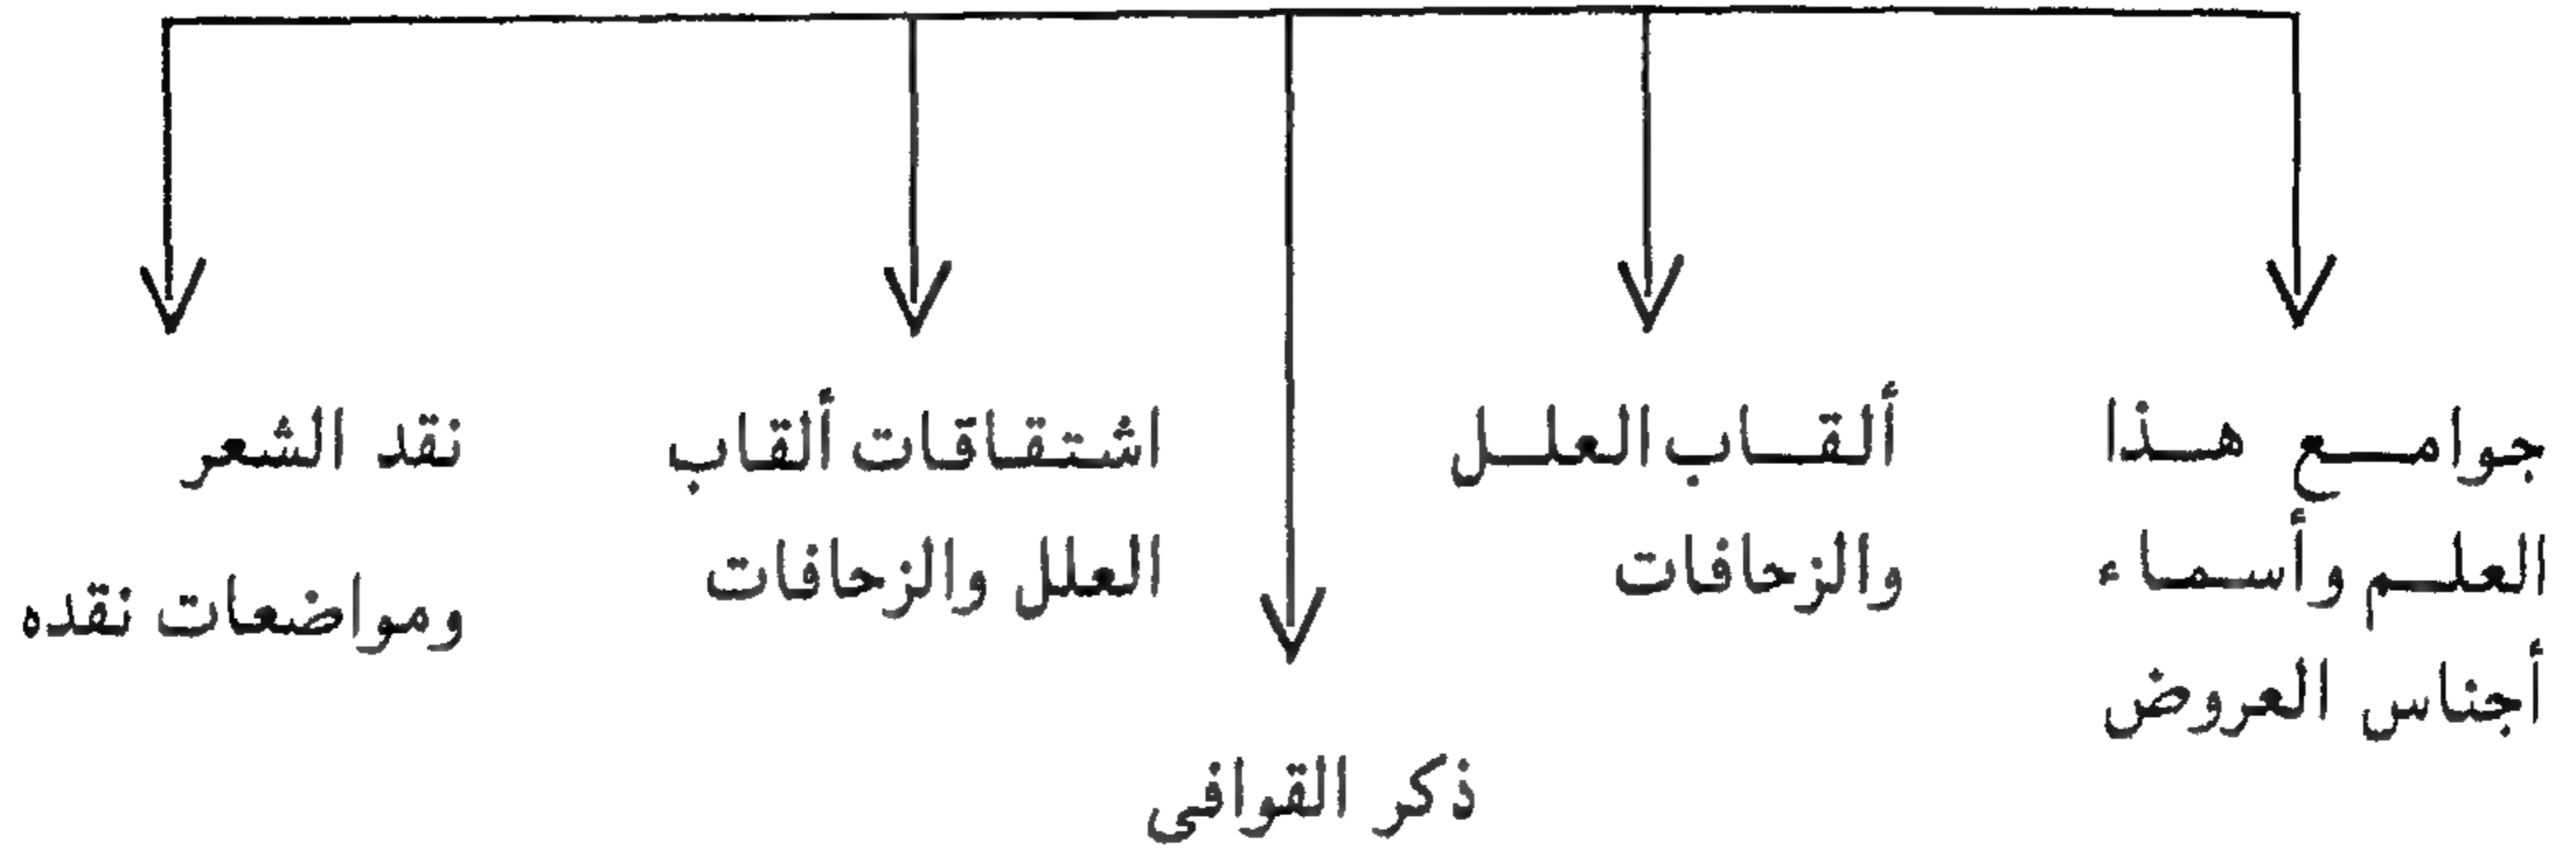 جوامع هذا
العلم وأسماء
أجناس العروض
ألقاب العلل
والزحافات
ذكر القوافى
اشتقاقات ألقاب
العلل والزحافات
نقد الشعر
ومواضعات نقده